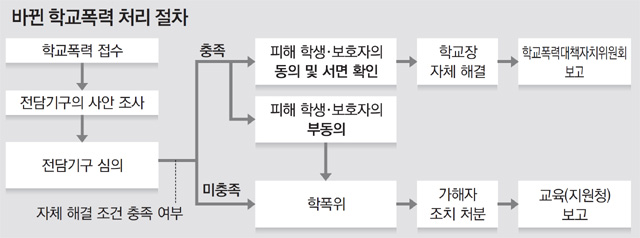 바뀐 학교폭력 처리 절차
학교폭력 접수
전담기구의 사안 조사
전담기구 심의
자체 해결 조건 충족 여부
충족
피해 학생·보호자의
동의 및 서면 확인
학교장
자체 해결
학교폭력대책자치위원회
보고
피해 학생·보호자의
부동의
미충족
학폭위
가해자
조치 처분
교육(지원청)
보고